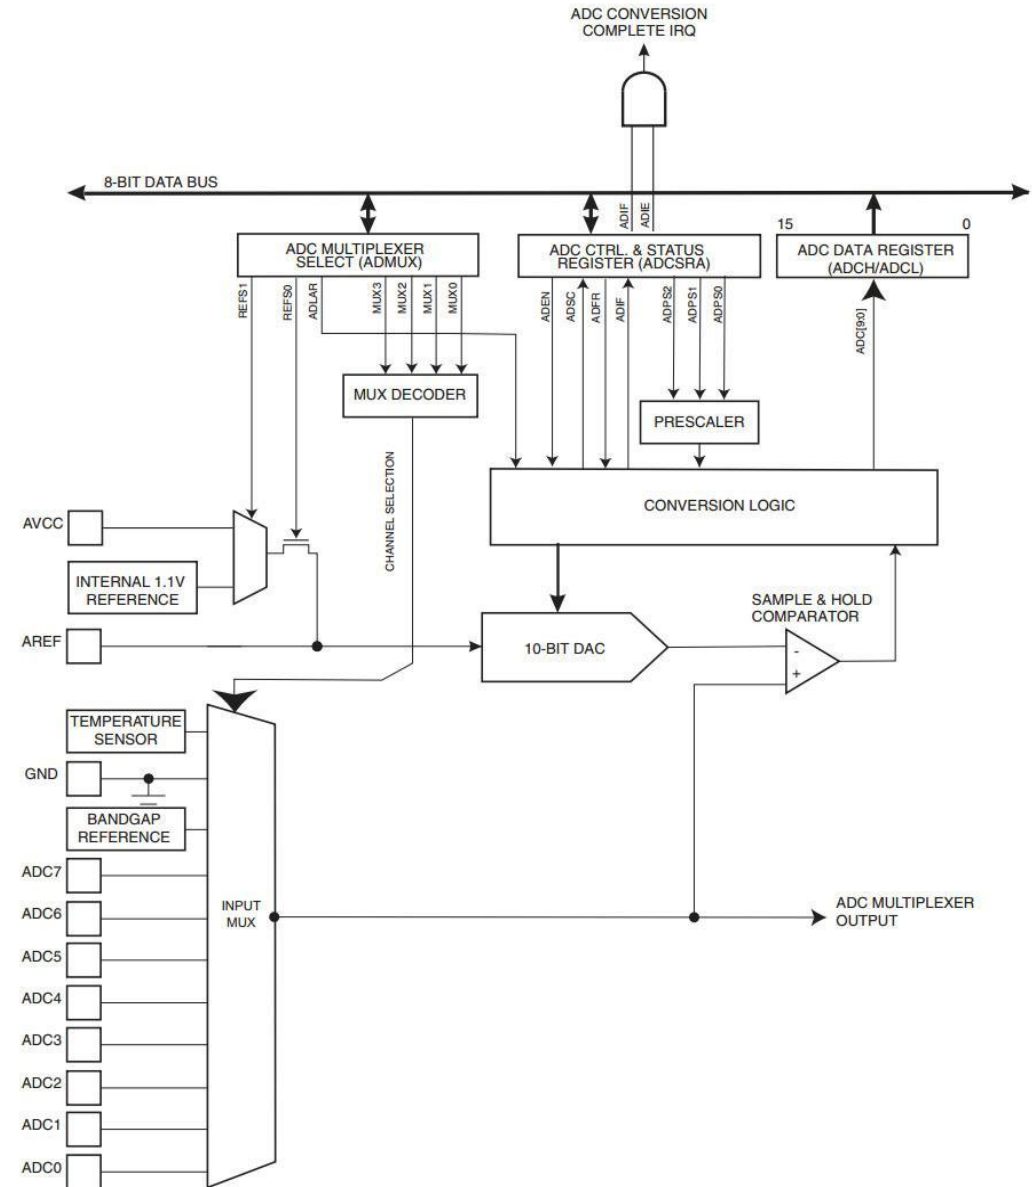 ADC CONVERSION
COMPLETE IRQ
8-BIT DATA BUS
ADIF
ADIE
15
0
ADC MULTIPLEXER
SELECT (ADMUX)
ADC CTRL. & STATUS
REGISTER (ADCSRA)
ADC DATA REGISTER
(ADCH/ADCL)
REFS1
REFS0
ADLAR
MUX3
MUX2
MUX1
MUX0
ADEN
ADSC
ADFR
ADIF
ADPS2
ADPS1
ADPS0
ADC[9:0]
MUX DECODER
PRESCALER
CHANNEL SELECTION
CONVERSION LOGIC
AVCC
INTERNAL 1.1V
REFERENCE
SAMPLE & HOLD
COMPARATOR
AREF
10-BIT DAC
-
+
TEMPERATURE
SENSOR
GND
BANDGAP
REFERENCE
ADC7
ADC6
INPUT
MUX
ADC MULTIPLEXER
OUTPUT
ADC5
ADC4
ADC3
ADC2
ADC1
ADC0